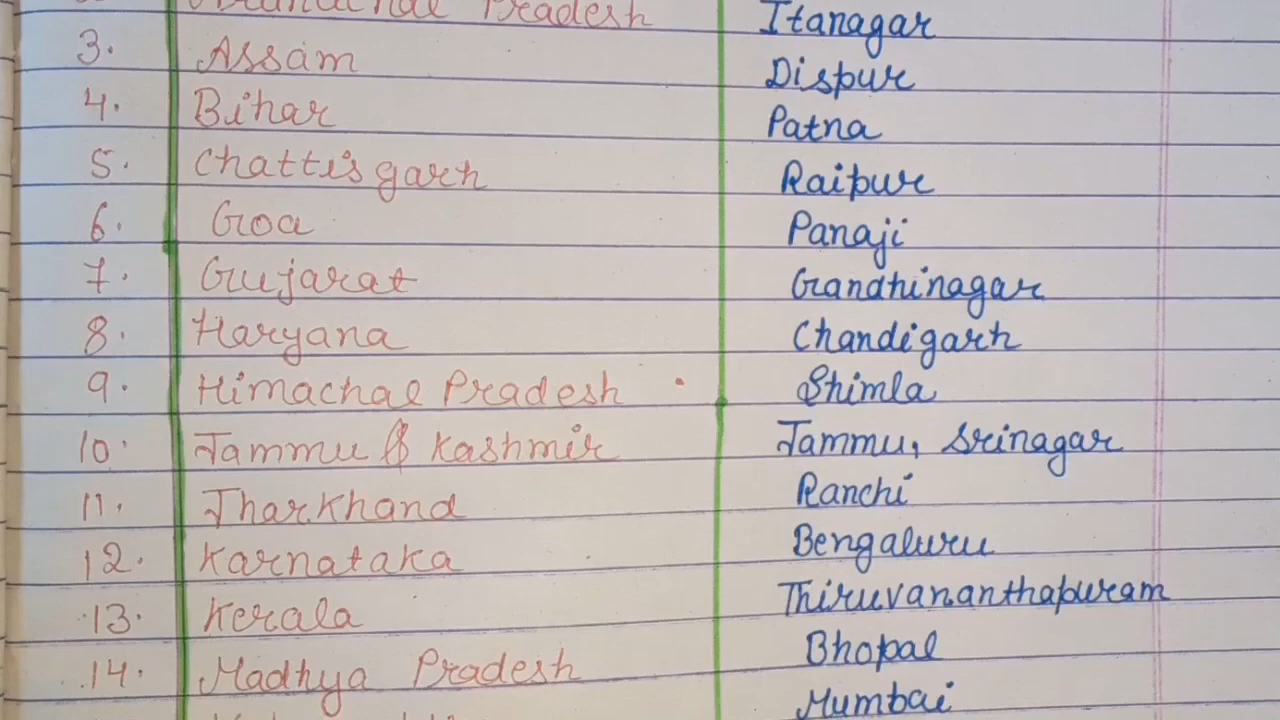 Pradesh Itanagar
3. Assam Dispur
4. Bihar Patna
5. Chattisgarh Raipur
6. Goa Panaji
7. Gujarat Gandhinagar
8. Haryana Chandigarh
9. Himachal Pradesh Shimla
10. Jammu & Kashmir Jammu, Srinagar
11. Jharkhand Ranchi
12. Karnataka Bengaluru
13. Kerala Thiruvananthapuram
14. Madhya Pradesh Bhopal
Mumbai